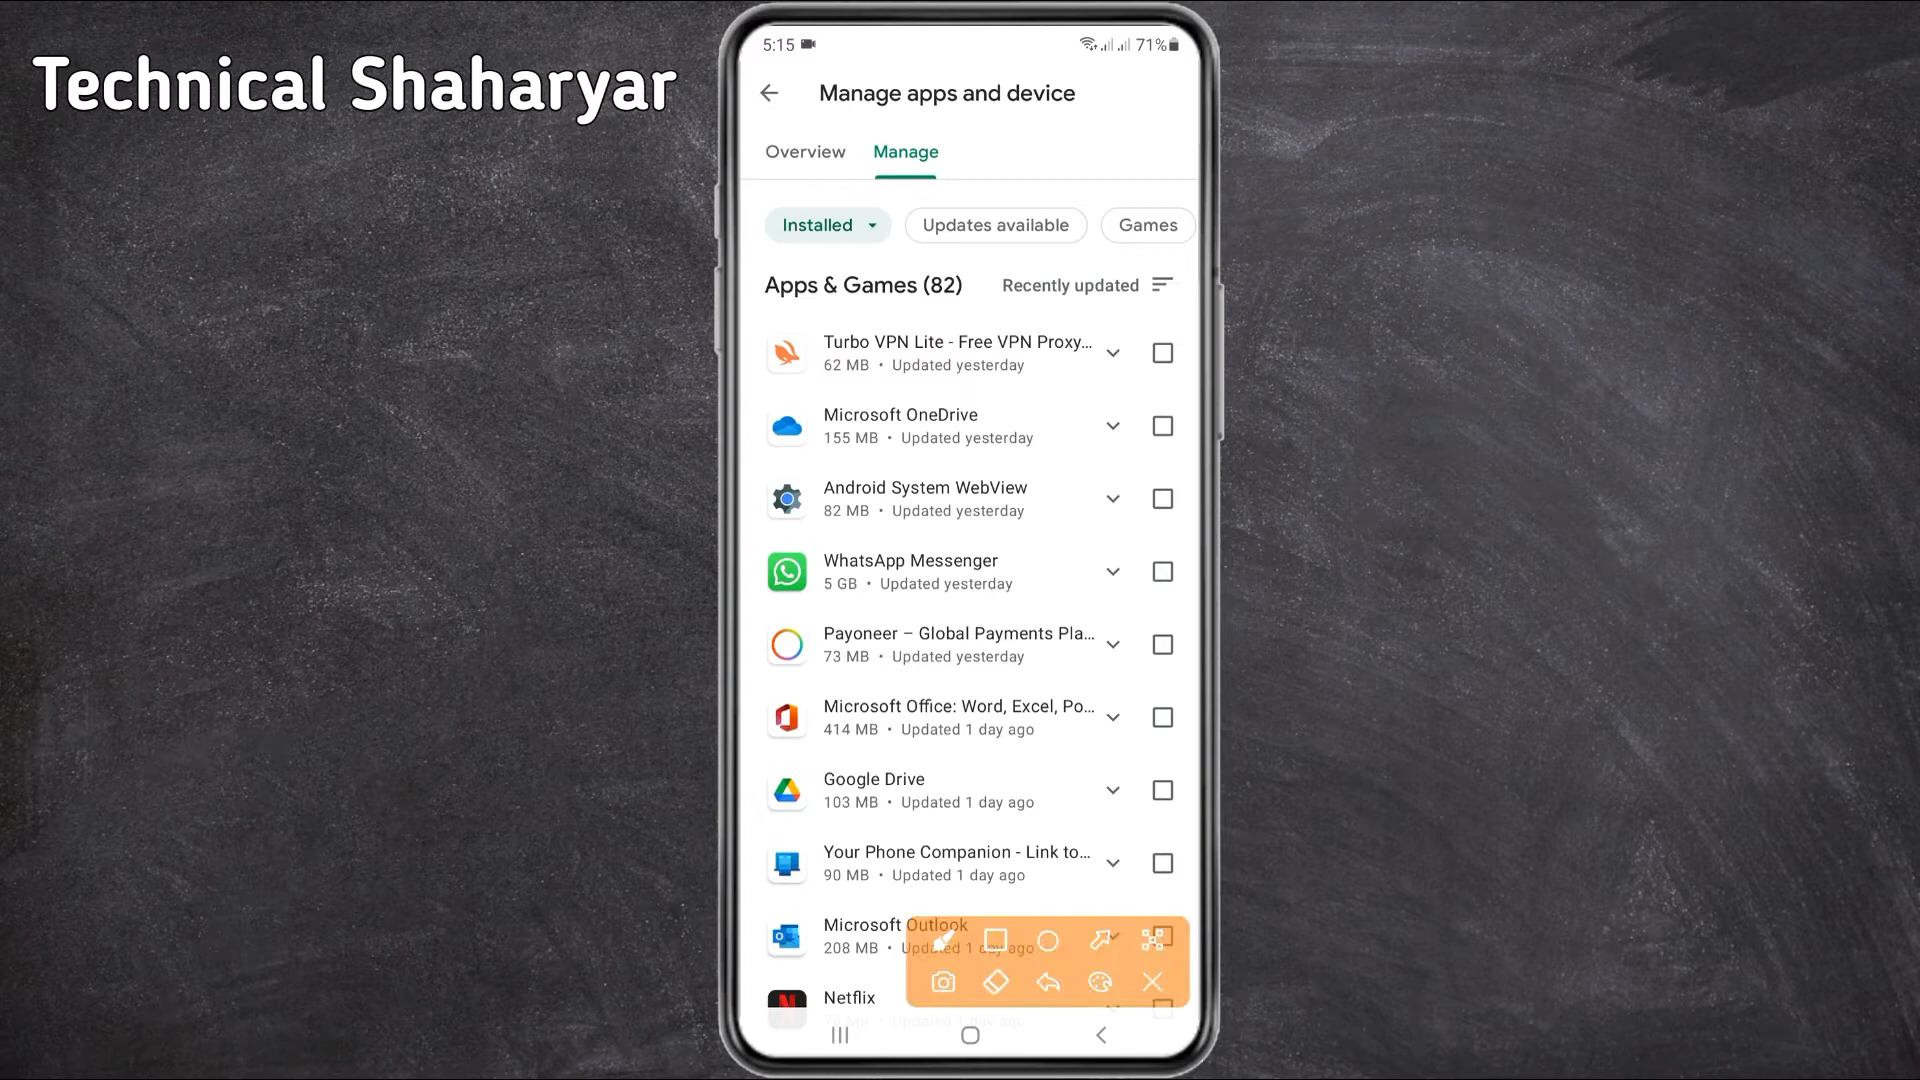 Technical Shaharyar
5:15 71%
Manage apps and device
Overview Manage
Installed Updates available Games
Apps & Games (82) Recently updated
Turbo VPN Lite - Free VPN Proxy...
62 MB • Updated yesterday
Microsoft OneDrive
155 MB • Updated yesterday
Android System WebView
82 MB • Updated yesterday
WhatsApp Messenger
5 GB • Updated yesterday
Payoneer – Global Payments Pla...
73 MB • Updated yesterday
Microsoft Office: Word, Excel, Po...
414 MB • Updated 1 day ago
Google Drive
103 MB • Updated 1 day ago
Your Phone Companion - Link to...
90 MB • Updated 1 day ago
Microsoft Outlook
208 MB • Updated 1 day ago
Netflix
MB • Updated 1 day ago